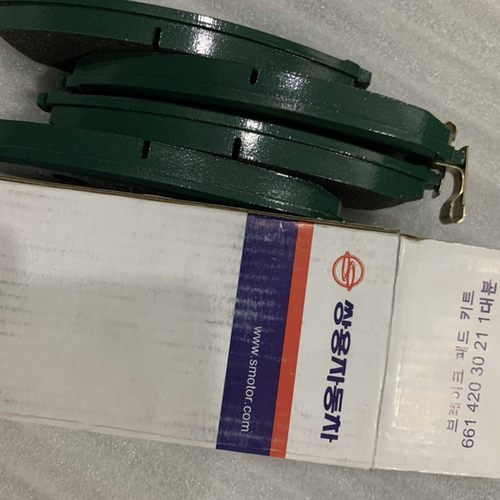 쌍용자동차
www.smotor.com
브레이크 패드 키트
661 420 30 21 1대분